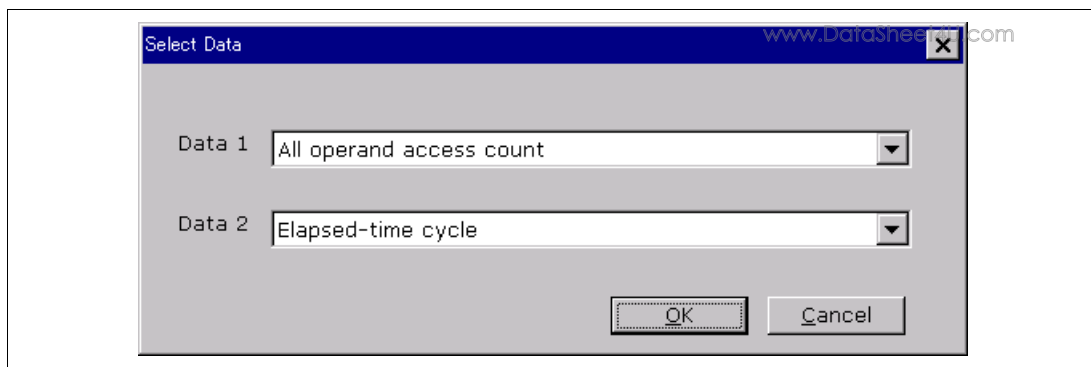 Select Data
www.DataSheet4U.com
Data 1 All operand access count
Data 2 Elapsed-time cycle
OK Cancel